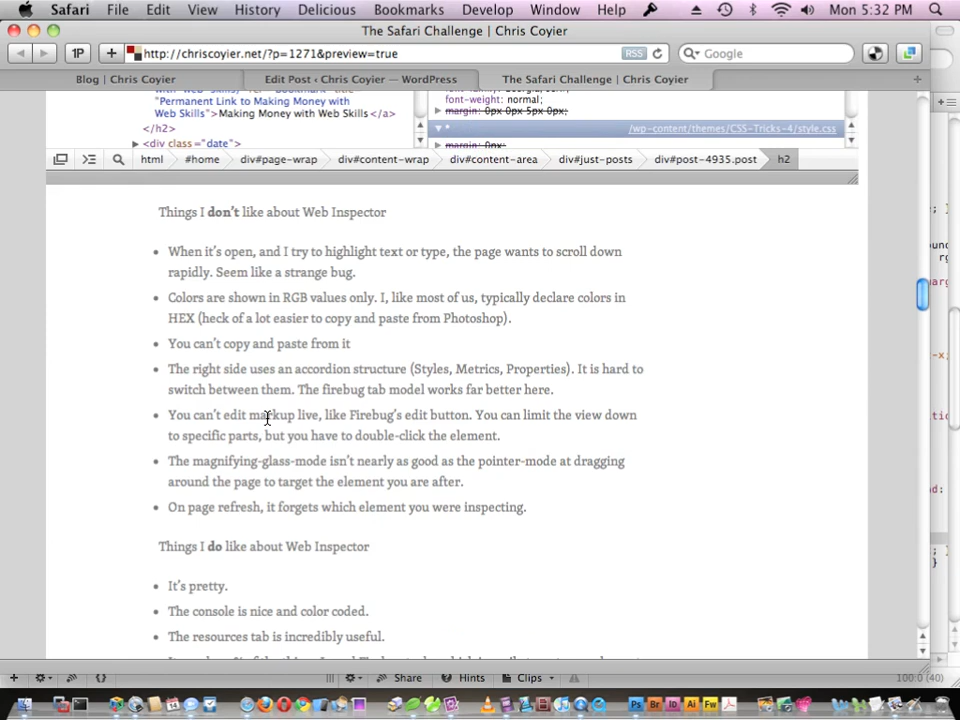 Safari File Edit View History Delicious Bookmarks Develop Window Help Mon 5:32 PM
The Safari Challenge | Chris Coyier
1P + http://chriscoyier.net/?p=1271&preview=true RSS Google
Blog | Chris Coyier Edit Post ‹ Chris Coyier — WordPress The Safari Challenge | Chris Coyier
"Permanent Link to Making Money with
Web Skills">Making Money with Web Skills</a>
</h2>
<div class="date">
font-weight: normal;
margin: 0px 0px 5px 0px;
* /wp-content/themes/CSS-Tricks-4/style.css
margin: 0px;
html #home div#page-wrap div#content-wrap div#content-area div#just-posts div#post-4935.post h2
Things I don't like about Web Inspector
• When it's open, and I try to highlight text or type, the page wants to scroll down
rapidly. Seem like a strange bug.
• Colors are shown in RGB values only. I, like most of us, typically declare colors in
HEX (heck of a lot easier to copy and paste from Photoshop).
• You can't copy and paste from it
• The right side uses an accordion structure (Styles, Metrics, Properties). It is hard to
switch between them. The firebug tab model works far better here.
• You can't edit markup live, like Firebug's edit button. You can limit the view down
to specific parts, but you have to double-click the element.
• The magnifying-glass-mode isn't nearly as good as the pointer-mode at dragging
around the page to target the element you are after.
• On page refresh, it forgets which element you were inspecting.
Things I do like about Web Inspector
• It's pretty.
• The console is nice and color coded.
• The resources tab is incredibly useful.
Share Hints Clips 100:0 (40)
Ps Br Id Ai Fw